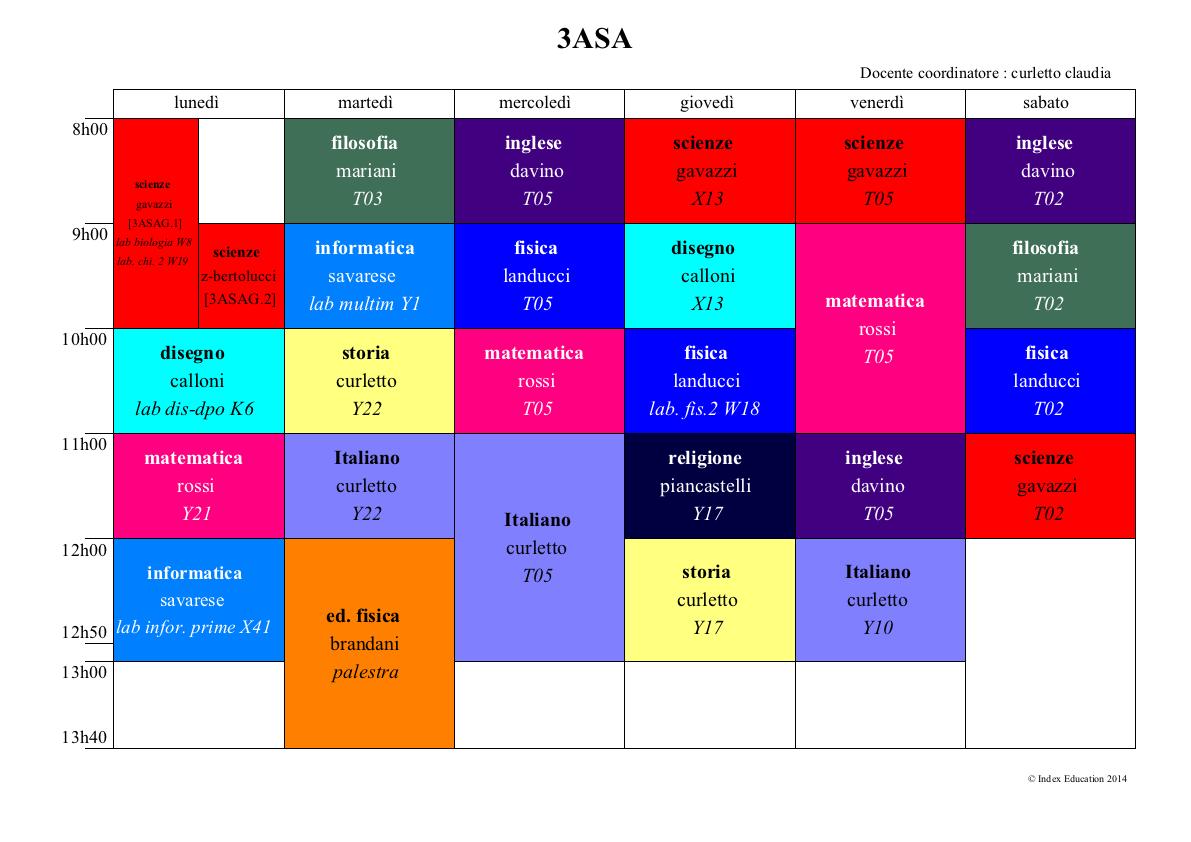 3ASA
Docente coordinatore : curletto claudia
lunedì martedì mercoledì giovedì venerdì sabato
8h00
scienze
gavazzi
[3ASAG.1]
lab biologia W8
lab. chi. 2 W19
scienze
z-bertolucci
[3ASAG.2]
filosofia
mariani
T03
inglese
davino
T05
scienze
gavazzi
X13
scienze
gavazzi
T05
inglese
davino
T02
9h00
informatica
savarese
lab multim Y1
fisica
landucci
T05
disegno
calloni
X13
matematica
rossi
T05
filosofia
mariani
T02
10h00
disegno
calloni
lab dis-dpo K6
storia
curletto
Y22
matematica
rossi
T05
fisica
landucci
lab. fis.2 W18
fisica
landucci
T02
11h00
matematica
rossi
Y21
Italiano
curletto
Y22
Italiano
curletto
T05
religione
piancastelli
Y17
inglese
davino
T05
scienze
gavazzi
T02
12h00
informatica
savarese
lab infor. prime X41
ed. fisica
brandani
palestra
storia
curletto
Y17
Italiano
curletto
Y10
12h50
13h00
13h40
© Index Education 2014